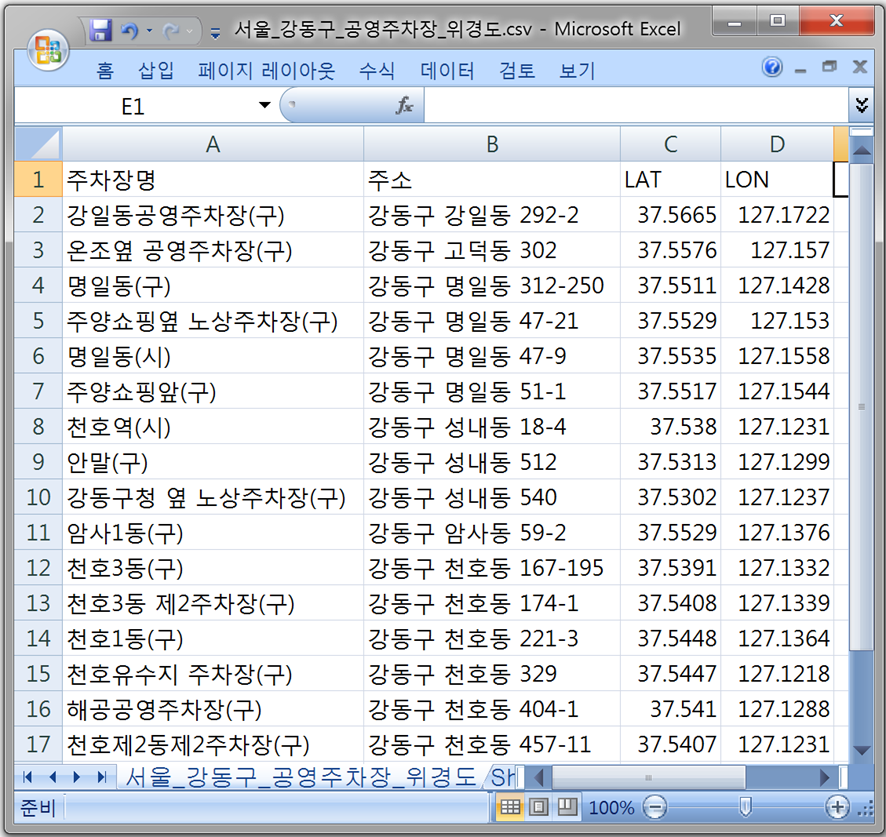 서울_강동구_공영주차장_위경도.csv - Microsoft Excel
홈 삽입 페이지 레이아웃 수식 데이터 검토 보기
E1 fx
A B C D
1 주차장명 주소 LAT LON
2 강일동공영주차장(구) 강동구 강일동 292-2 37.5665 127.1722
3 온조옆 공영주차장(구) 강동구 고덕동 302 37.5576 127.157
4 명일동(구) 강동구 명일동 312-250 37.5511 127.1428
5 주양쇼핑옆 노상주차장(구) 강동구 명일동 47-21 37.5529 127.153
6 명일동(시) 강동구 명일동 47-9 37.5535 127.1558
7 주양쇼핑앞(구) 강동구 명일동 51-1 37.5517 127.1544
8 천호역(시) 강동구 성내동 18-4 37.538 127.1231
9 안말(구) 강동구 성내동 512 37.5313 127.1299
10 강동구청 옆 노상주차장(구) 강동구 성내동 540 37.5302 127.1237
11 암사1동(구) 강동구 암사동 59-2 37.5529 127.1376
12 천호3동(구) 강동구 천호동 167-195 37.5391 127.1332
13 천호3동 제2주차장(구) 강동구 천호동 174-1 37.5408 127.1339
14 천호1동(구) 강동구 천호동 221-3 37.5448 127.1364
15 천호유수지 주차장(구) 강동구 천호동 329 37.5447 127.1218
16 해공공영주차장(구) 강동구 천호동 404-1 37.541 127.1288
17 천호제2동제2주차장(구) 강동구 천호동 457-11 37.5407 127.1231
서울_강동구_공영주차장_위경도 Sh
준비 100%